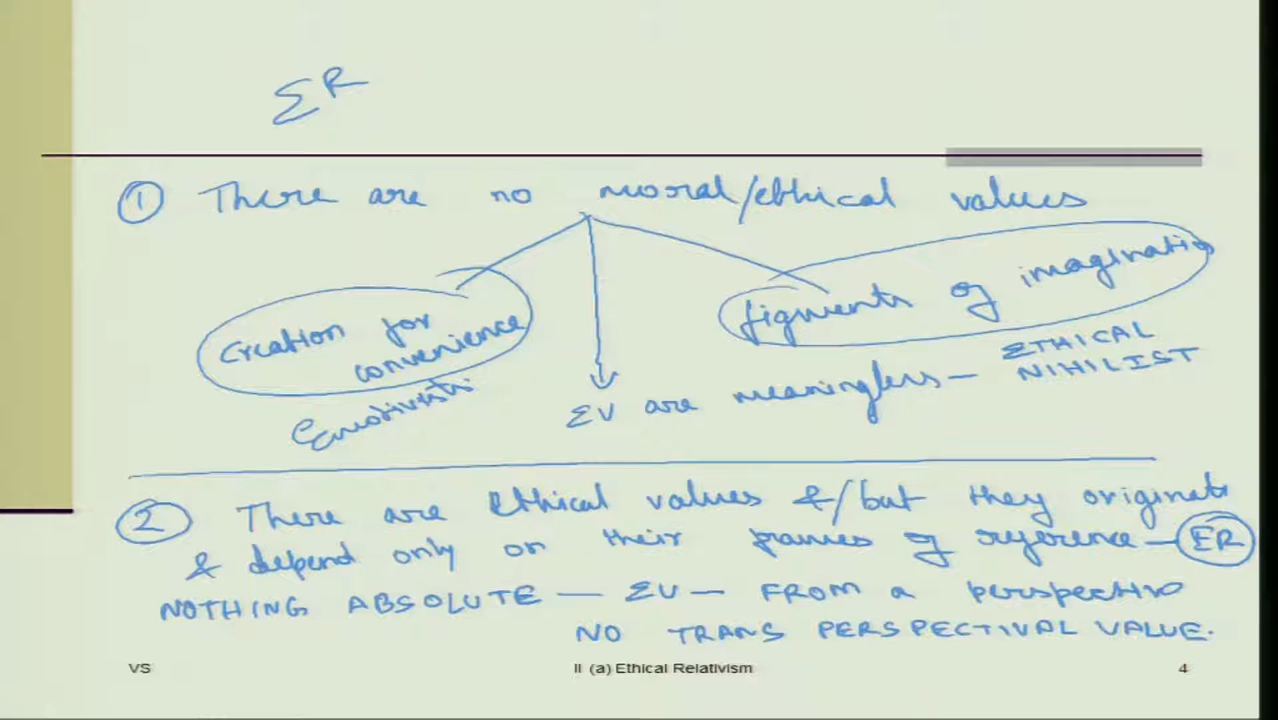 ER
① There are no moral/ethical values
Creation for convenience
figments of imagination
Emotivists
EV are meaningless — ETHICAL NIHILIST
② There are Ethical values &/but they originate
& depend only on their frames of reference — ER
NOTHING ABSOLUTE — EV — FROM a perspective
NO TRANS PERSPECTIVAL VALUE.
VS II (a) Ethical Relativism 4